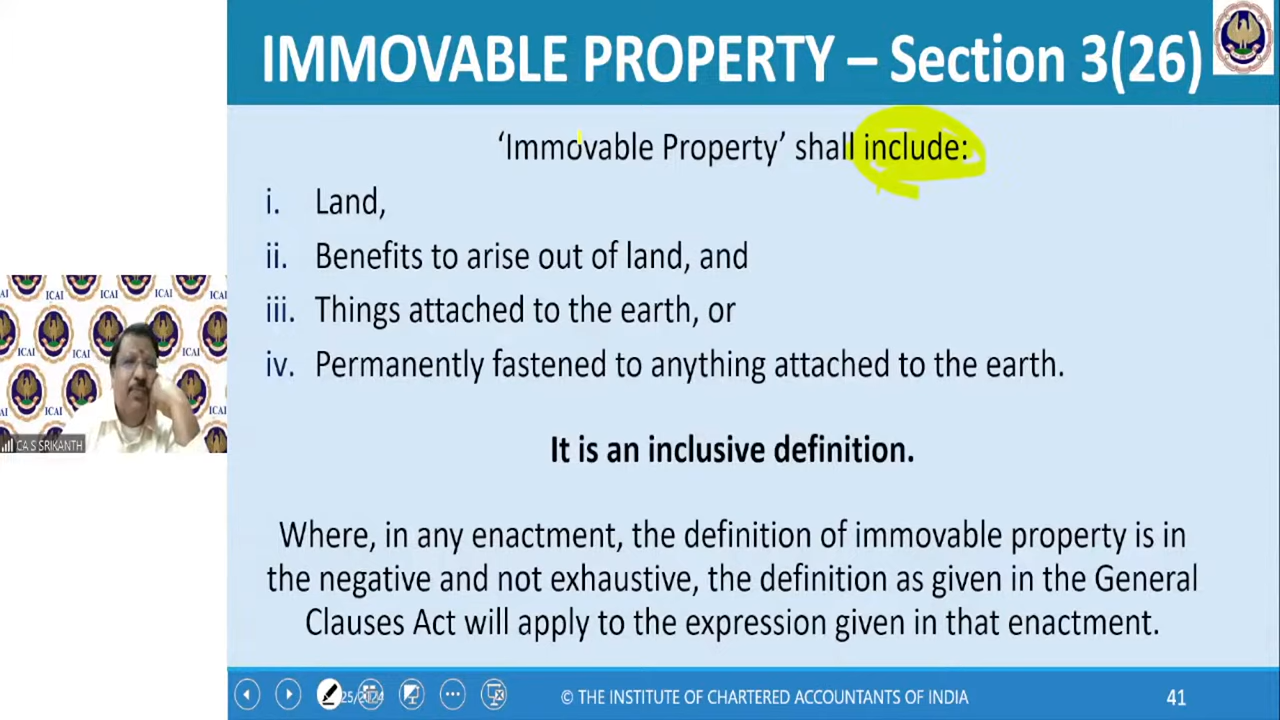 IMMOVABLE PROPERTY – Section 3(26)
‘Immovable Property’ shall include:
i. Land,
ii. Benefits to arise out of land, and
iii. Things attached to the earth, or
iv. Permanently fastened to anything attached to the earth.
It is an inclusive definition.
Where, in any enactment, the definition of immovable property is in
the negative and not exhaustive, the definition as given in the General
Clauses Act will apply to the expression given in that enactment.
ICAI
ICAI
ICAI
CA S SRIKANTH
© THE INSTITUTE OF CHARTERED ACCOUNTANTS OF INDIA
41